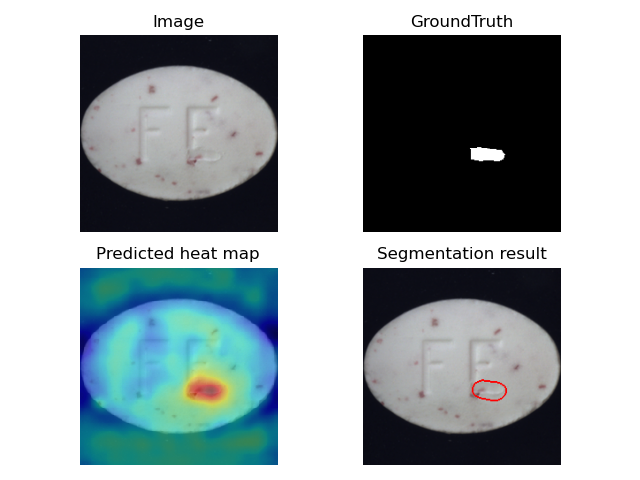 Image
GroundTruth
FE
Predicted heat map
Segmentation result
FE
FE